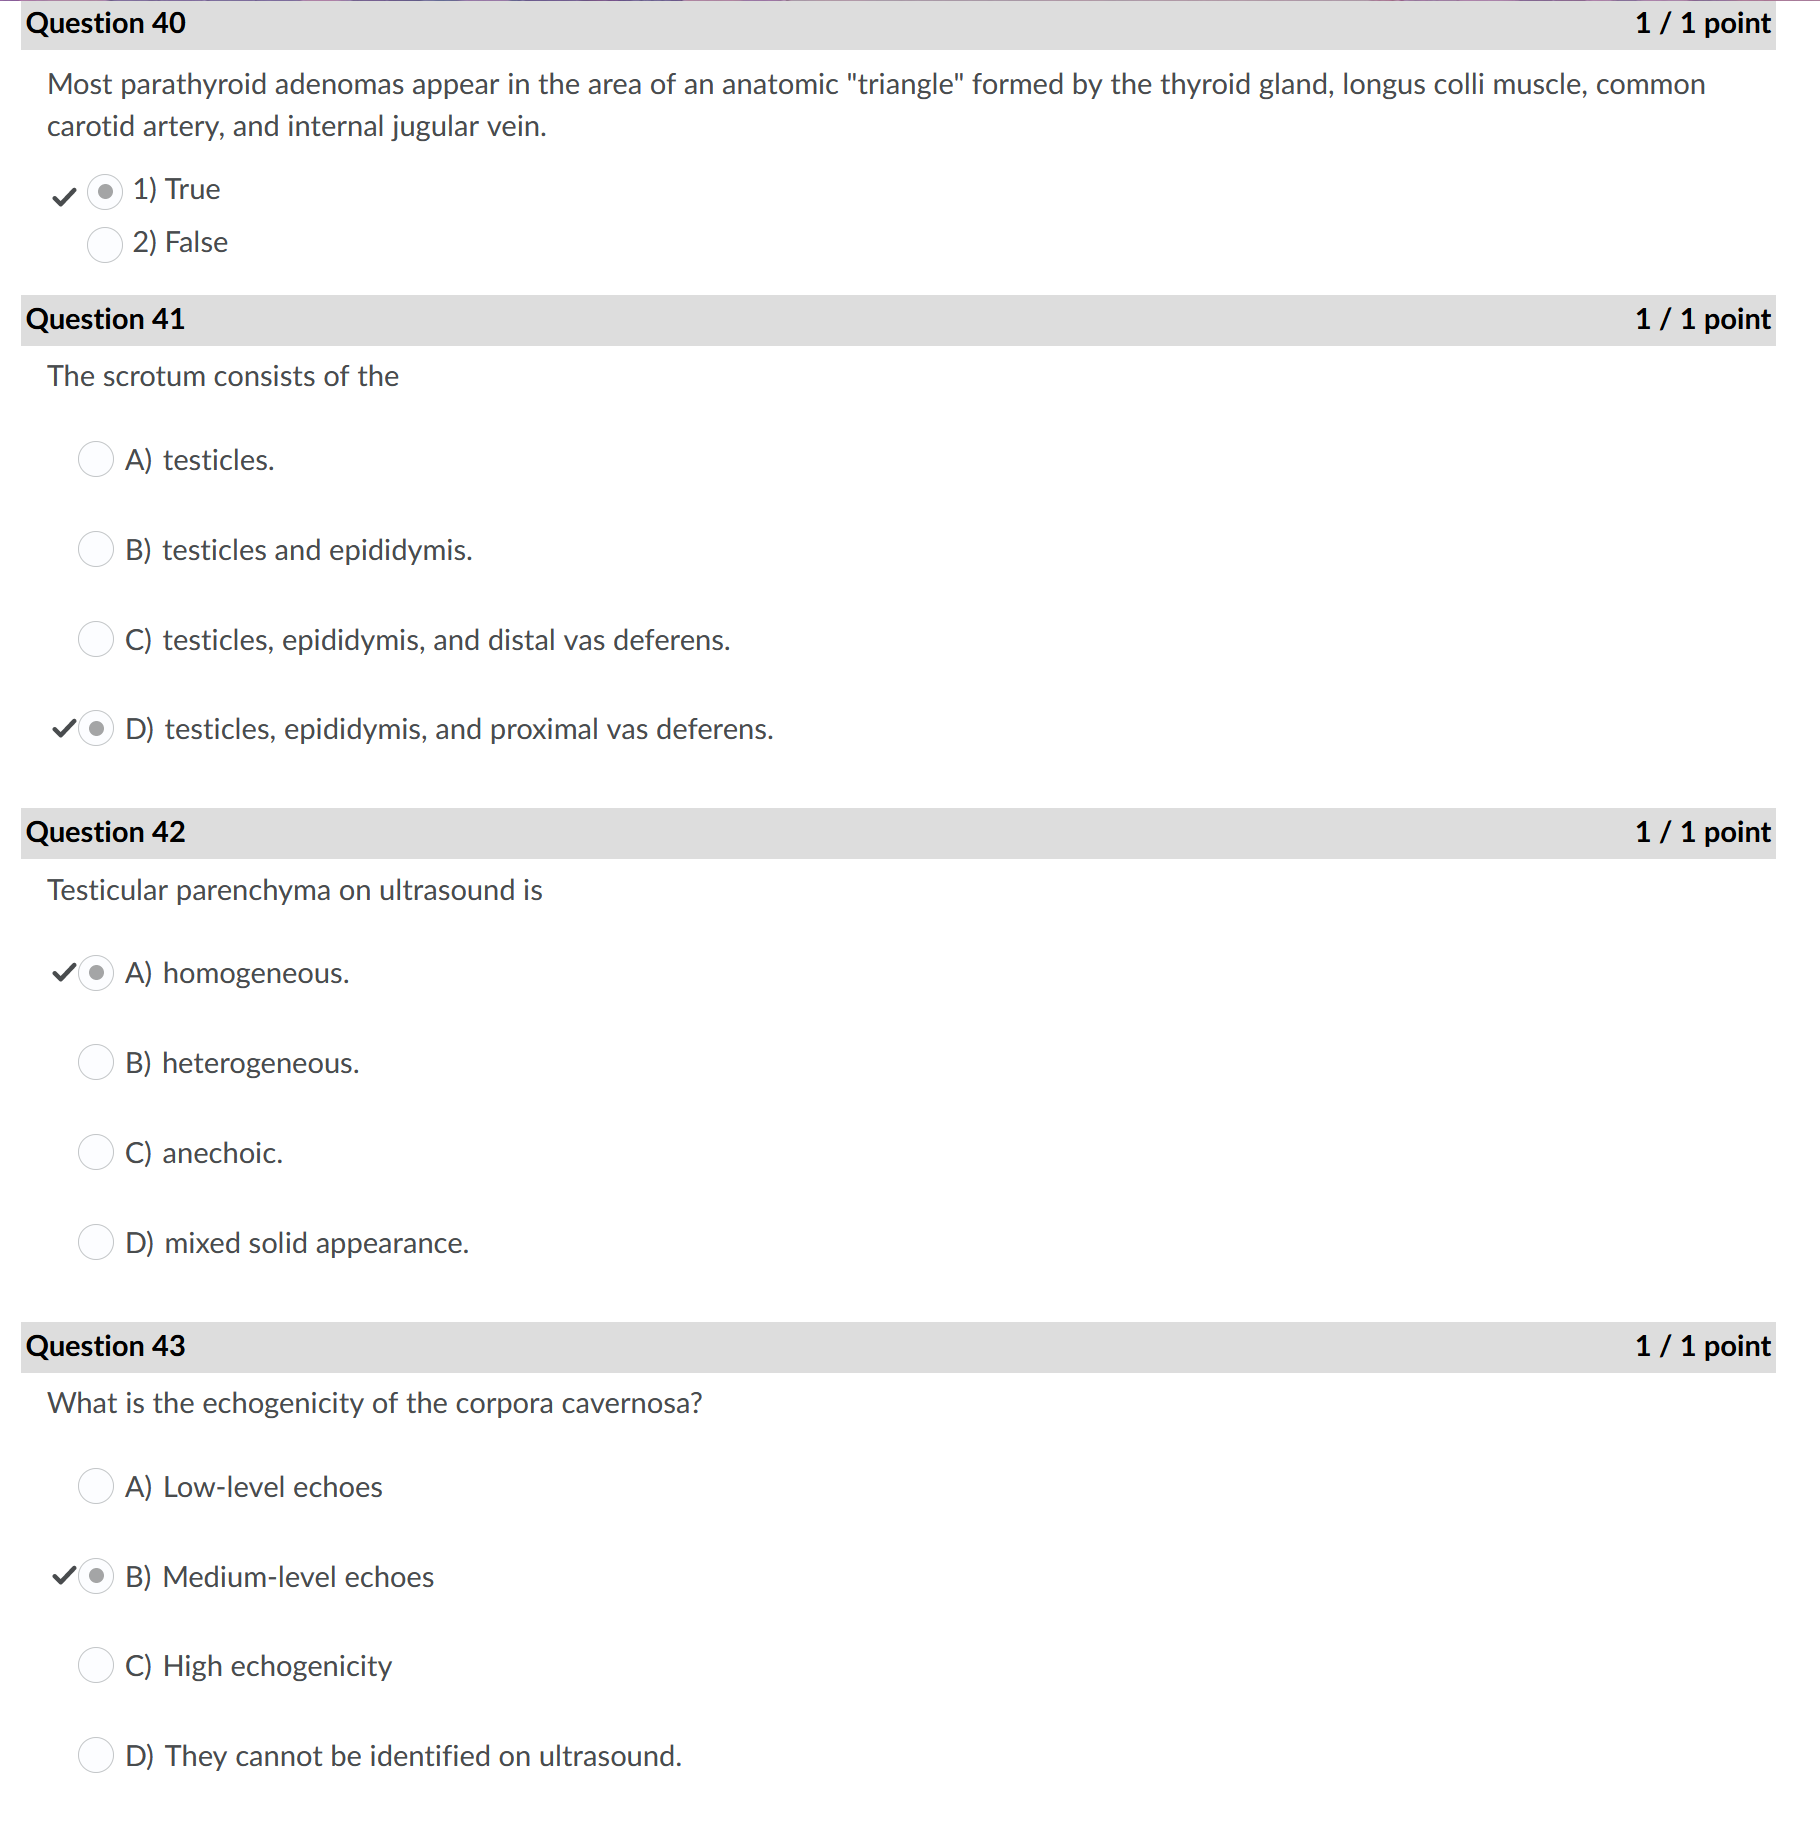 Question 40 1 / 1 point
Most parathyroid adenomas appear in the area of an anatomic "triangle" formed by the thyroid gland, longus colli muscle, common
carotid artery, and internal jugular vein.
1) True
2) False
Question 41 1 / 1 point
The scrotum consists of the
A) testicles.
B) testicles and epididymis.
C) testicles, epididymis, and distal vas deferens.
D) testicles, epididymis, and proximal vas deferens.
Question 42 1 / 1 point
Testicular parenchyma on ultrasound is
A) homogeneous.
B) heterogeneous.
C) anechoic.
D) mixed solid appearance.
Question 43 1 / 1 point
What is the echogenicity of the corpora cavernosa?
A) Low-level echoes
B) Medium-level echoes
C) High echogenicity
D) They cannot be identified on ultrasound.